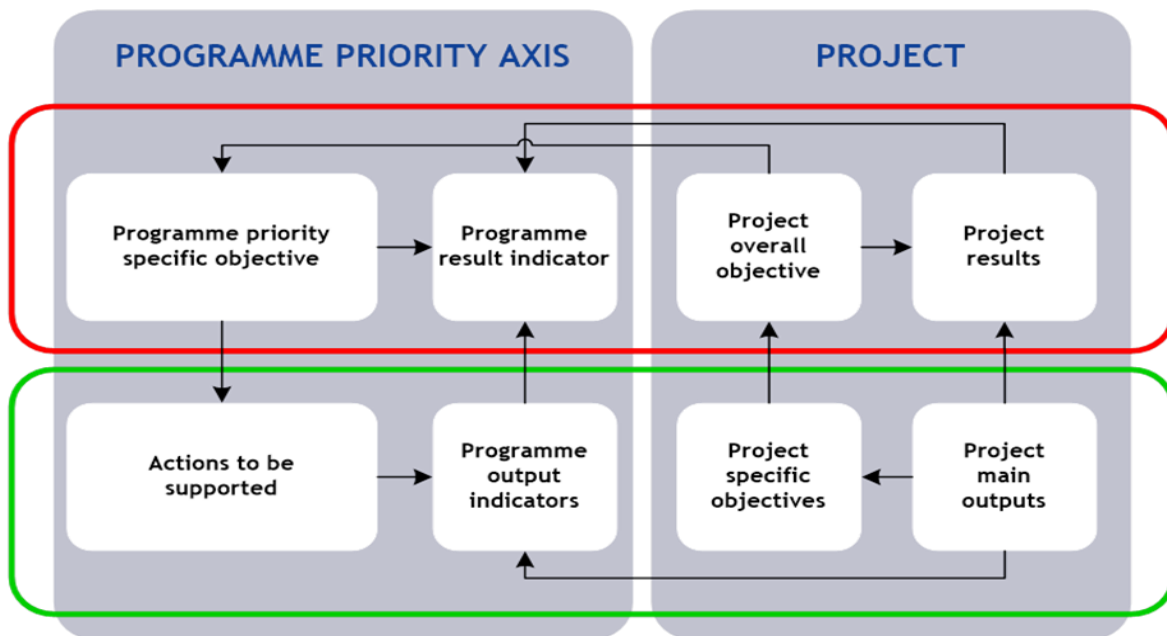 PROGRAMME PRIORITY AXIS
PROJECT
Programme priority
specific objective
Programme
result indicator
Project
overall
objective
Project
results
Actions to be
supported
Programme
output
indicators
Project
specific
objectives
Project
main
outputs